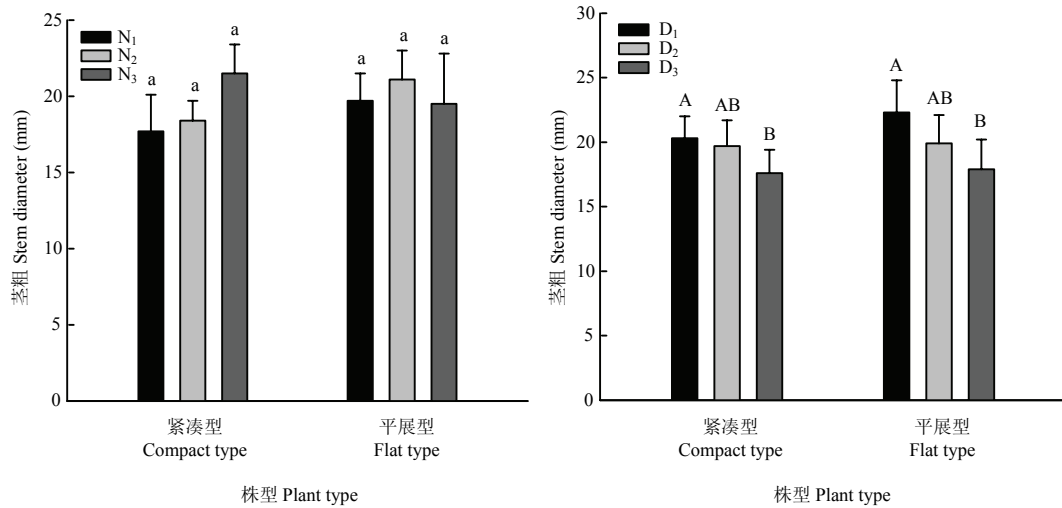 茎粗 Stem diameter (mm)
25
20
15
10
5
0
N₁
N₂
N₃
a
a
a
a
a
a
紧凑型
Compact type
平展型
Flat type
株型 Plant type
茎粗 Stem diameter (mm)
30
25
20
15
10
5
0
D₁
D₂
D₃
A
AB
B
A
AB
B
紧凑型
Compact type
平展型
Flat type
株型 Plant type